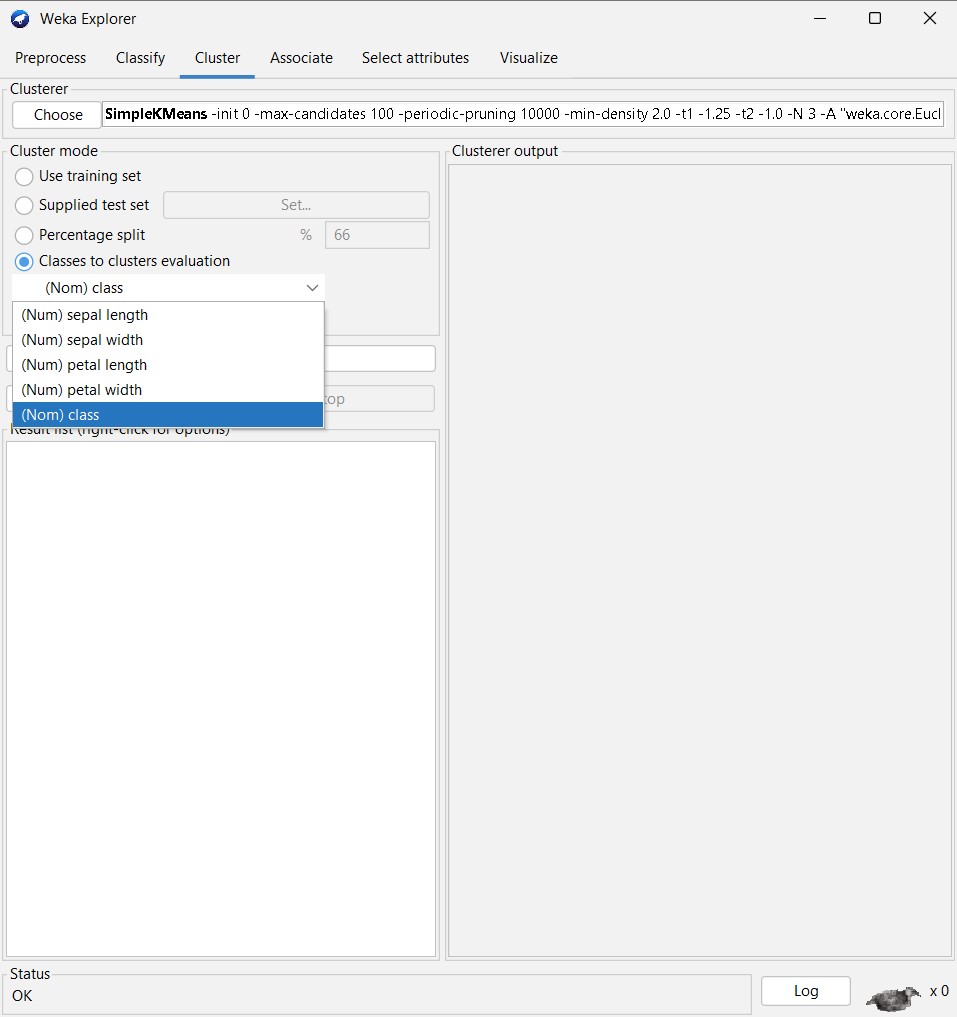 Weka Explorer
Preprocess Classify Cluster Associate Select attributes Visualize
Clusterer
Choose SimpleKMeans -init 0 -max-candidates 100 -periodic-pruning 10000 -min-density 2.0 -t1 -1.25 -t2 -1.0 -N 3 -A "weka.core.Eucl
Cluster mode
Use training set
Supplied test set Set...
Percentage split % 66
Classes to clusters evaluation
(Nom) class
(Num) sepal length
(Num) sepal width
(Num) petal length
(Num) petal width
(Nom) class
Result list (right-click for options)
Clusterer output
Status
OK
Log x 0